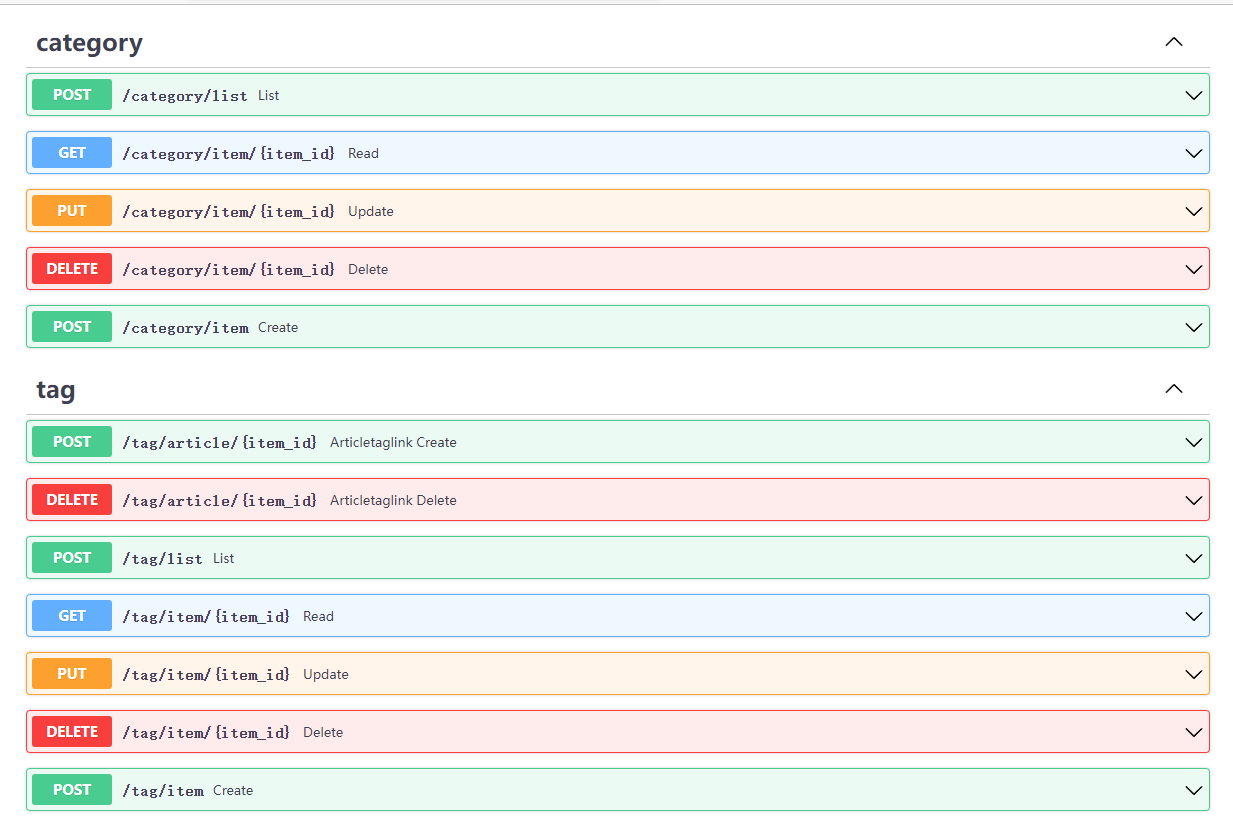 category
POST /category/list List
GET /category/item/{item_id} Read
PUT /category/item/{item_id} Update
DELETE /category/item/{item_id} Delete
POST /category/item Create
tag
POST /tag/article/{item_id} Articletaglink Create
DELETE /tag/article/{item_id} Articletaglink Delete
POST /tag/list List
GET /tag/item/{item_id} Read
PUT /tag/item/{item_id} Update
DELETE /tag/item/{item_id} Delete
POST /tag/item Create